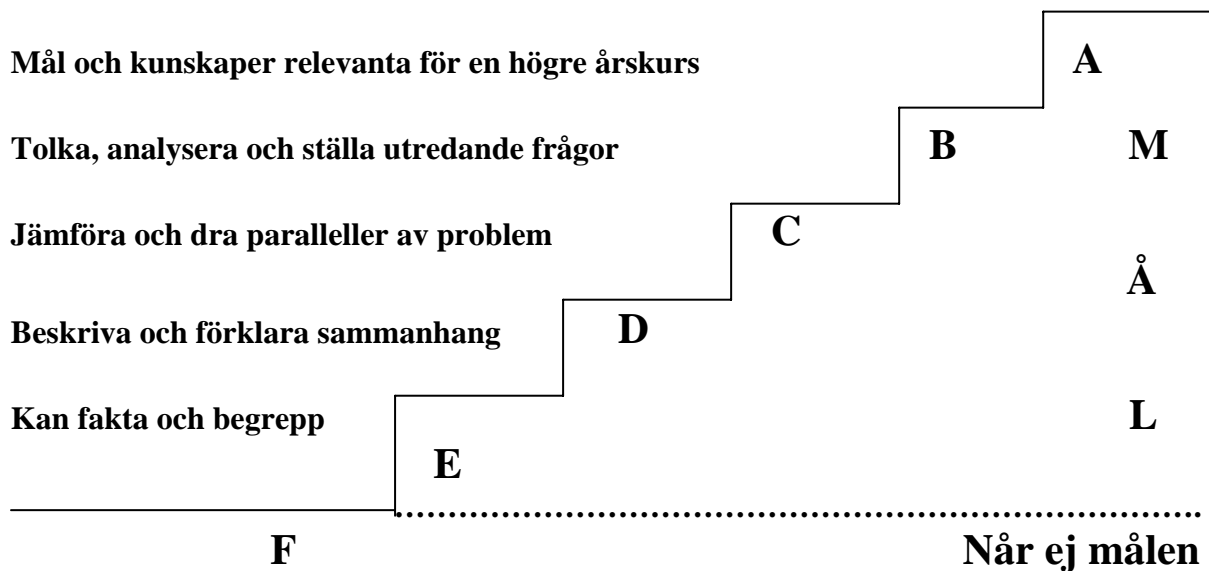 Mål och kunskaper relevanta för en högre årskurs A
Tolka, analysera och ställa utredande frågor B M
Jämföra och dra paralleller av problem C
Å
Beskriva och förklara sammanhang D
Kan fakta och begrepp L
E
F Når ej målen